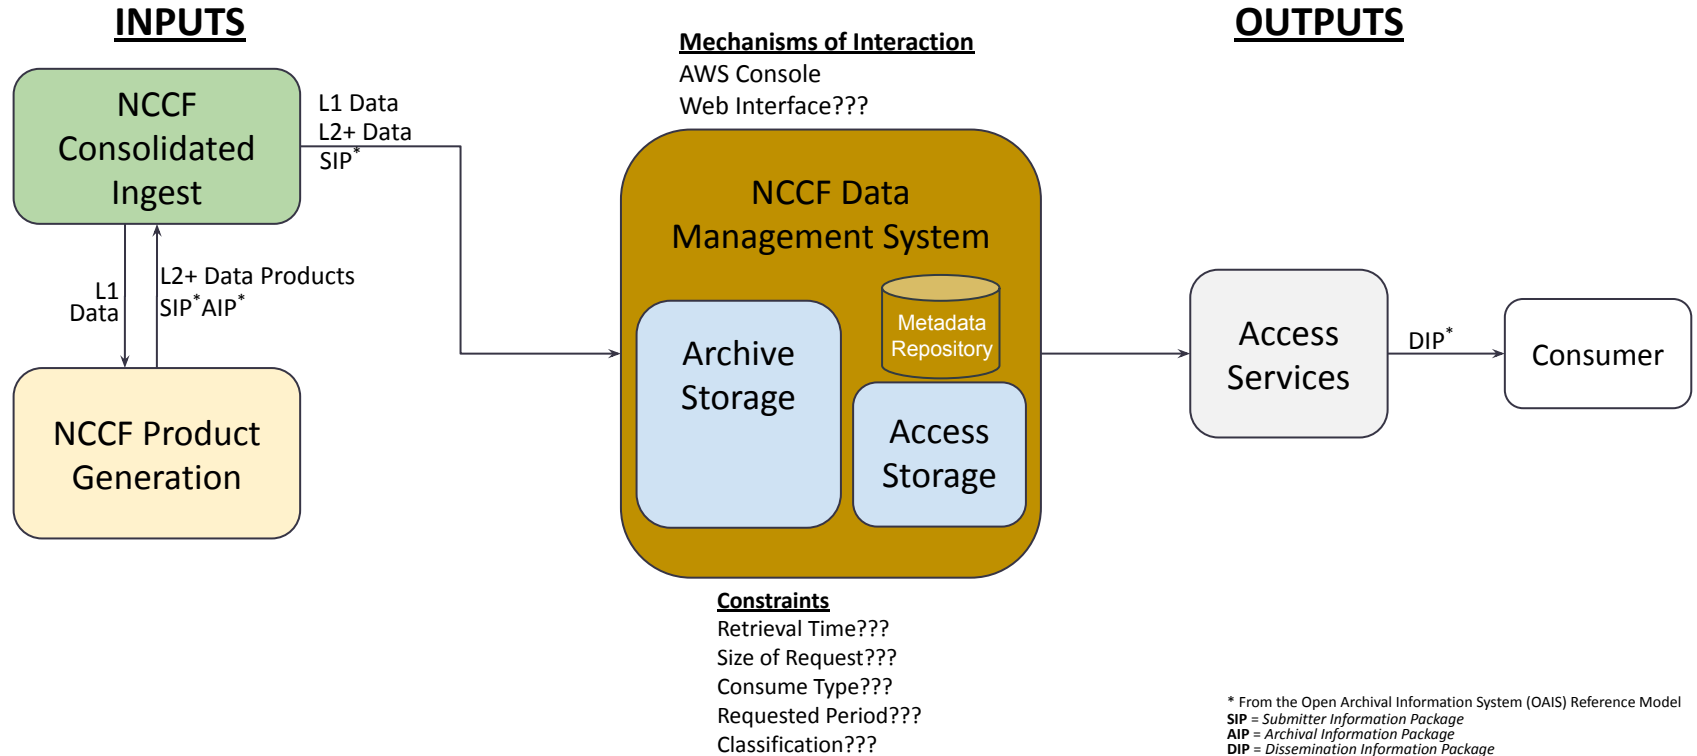 INPUTS
OUTPUTS
Mechanisms of Interaction
AWS Console
Web Interface???
NCCF
Consolidated
Ingest
L1 Data
L2+ Data
SIP*
L1
Data
L2+ Data Products
SIP*AIP*
NCCF Product
Generation
NCCF Data
Management System
Archive
Storage
Metadata
Repository
Access
Storage
Access
Services
DIP*
Consumer
Constraints
Retrieval Time???
Size of Request???
Consume Type???
Requested Period???
Classification???
* From the Open Archival Information System (OAIS) Reference Model
SIP = Submitter Information Package
AIP = Archival Information Package
DIP = Dissemination Information Package